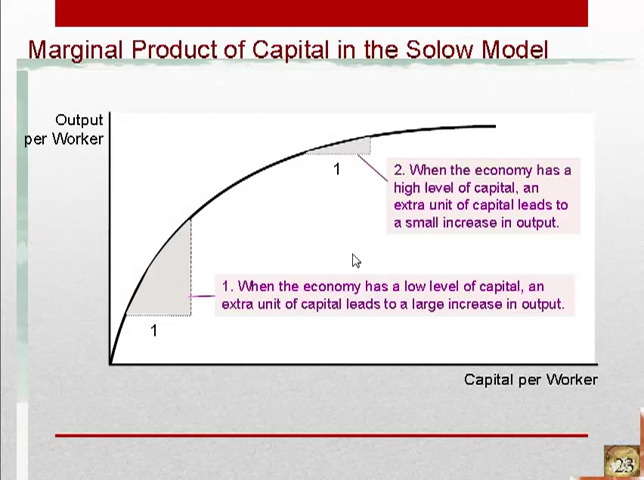 Marginal Product of Capital in the Solow Model
Output
per Worker
1
2. When the economy has a
high level of capital, an
extra unit of capital leads to
a small increase in output.
1. When the economy has a low level of capital, an
extra unit of capital leads to a large increase in output.
1
Capital per Worker
23